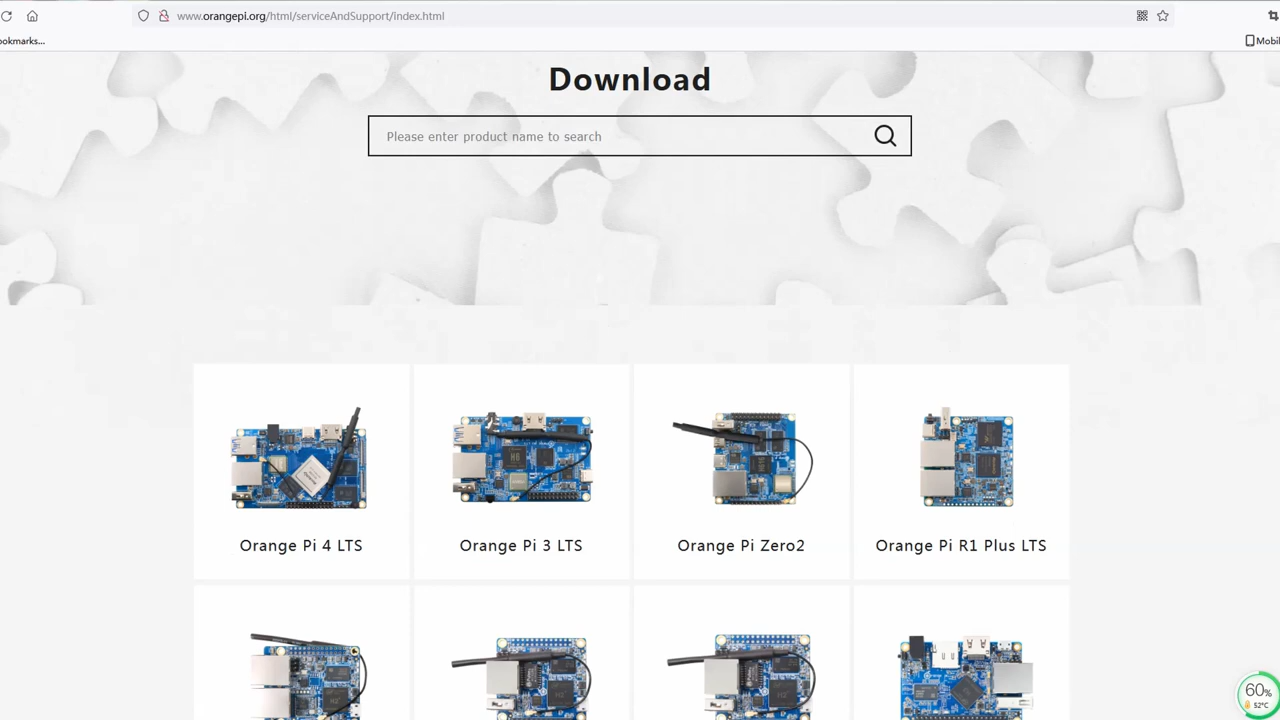 www.orangepi.org/html/serviceAndSupport/index.html
ookmarks...
Mobil
Download
Please enter product name to search
Orange Pi 4 LTS
Orange Pi 3 LTS
Orange Pi Zero2
Orange Pi R1 Plus LTS
60%
52°C